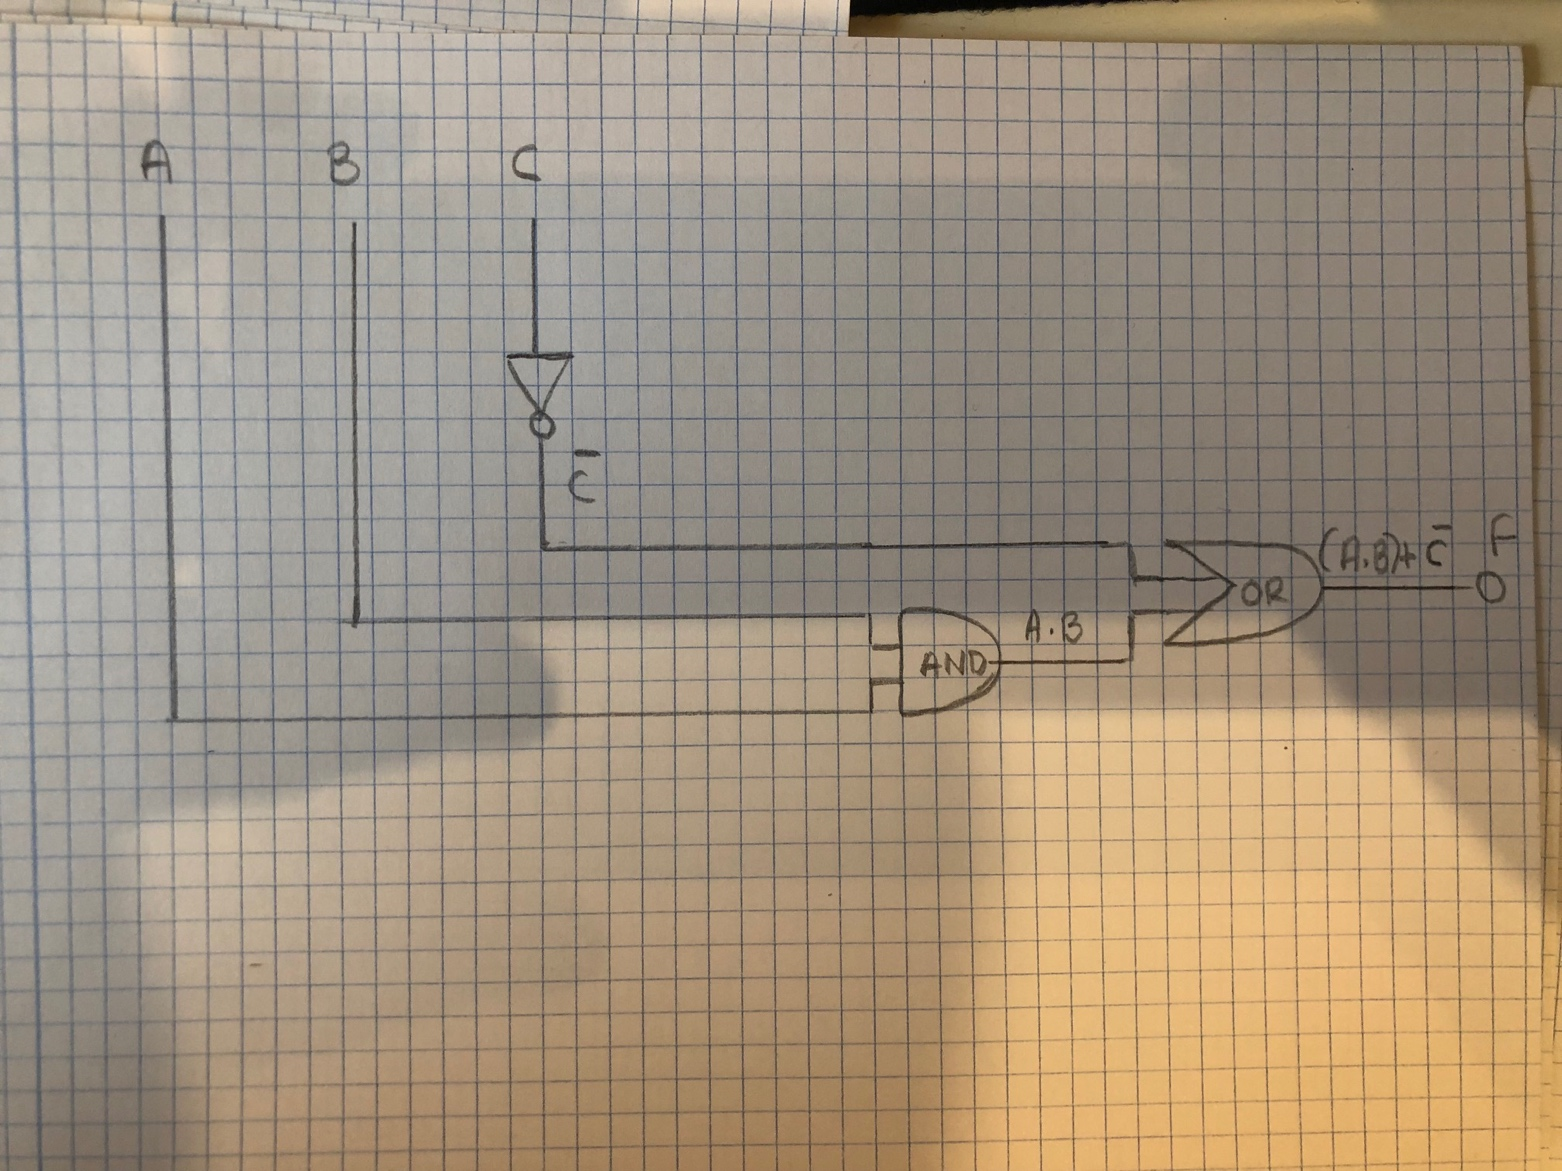 A B C
C̄
(A.B)+C̄ F
OR
A.B
AND